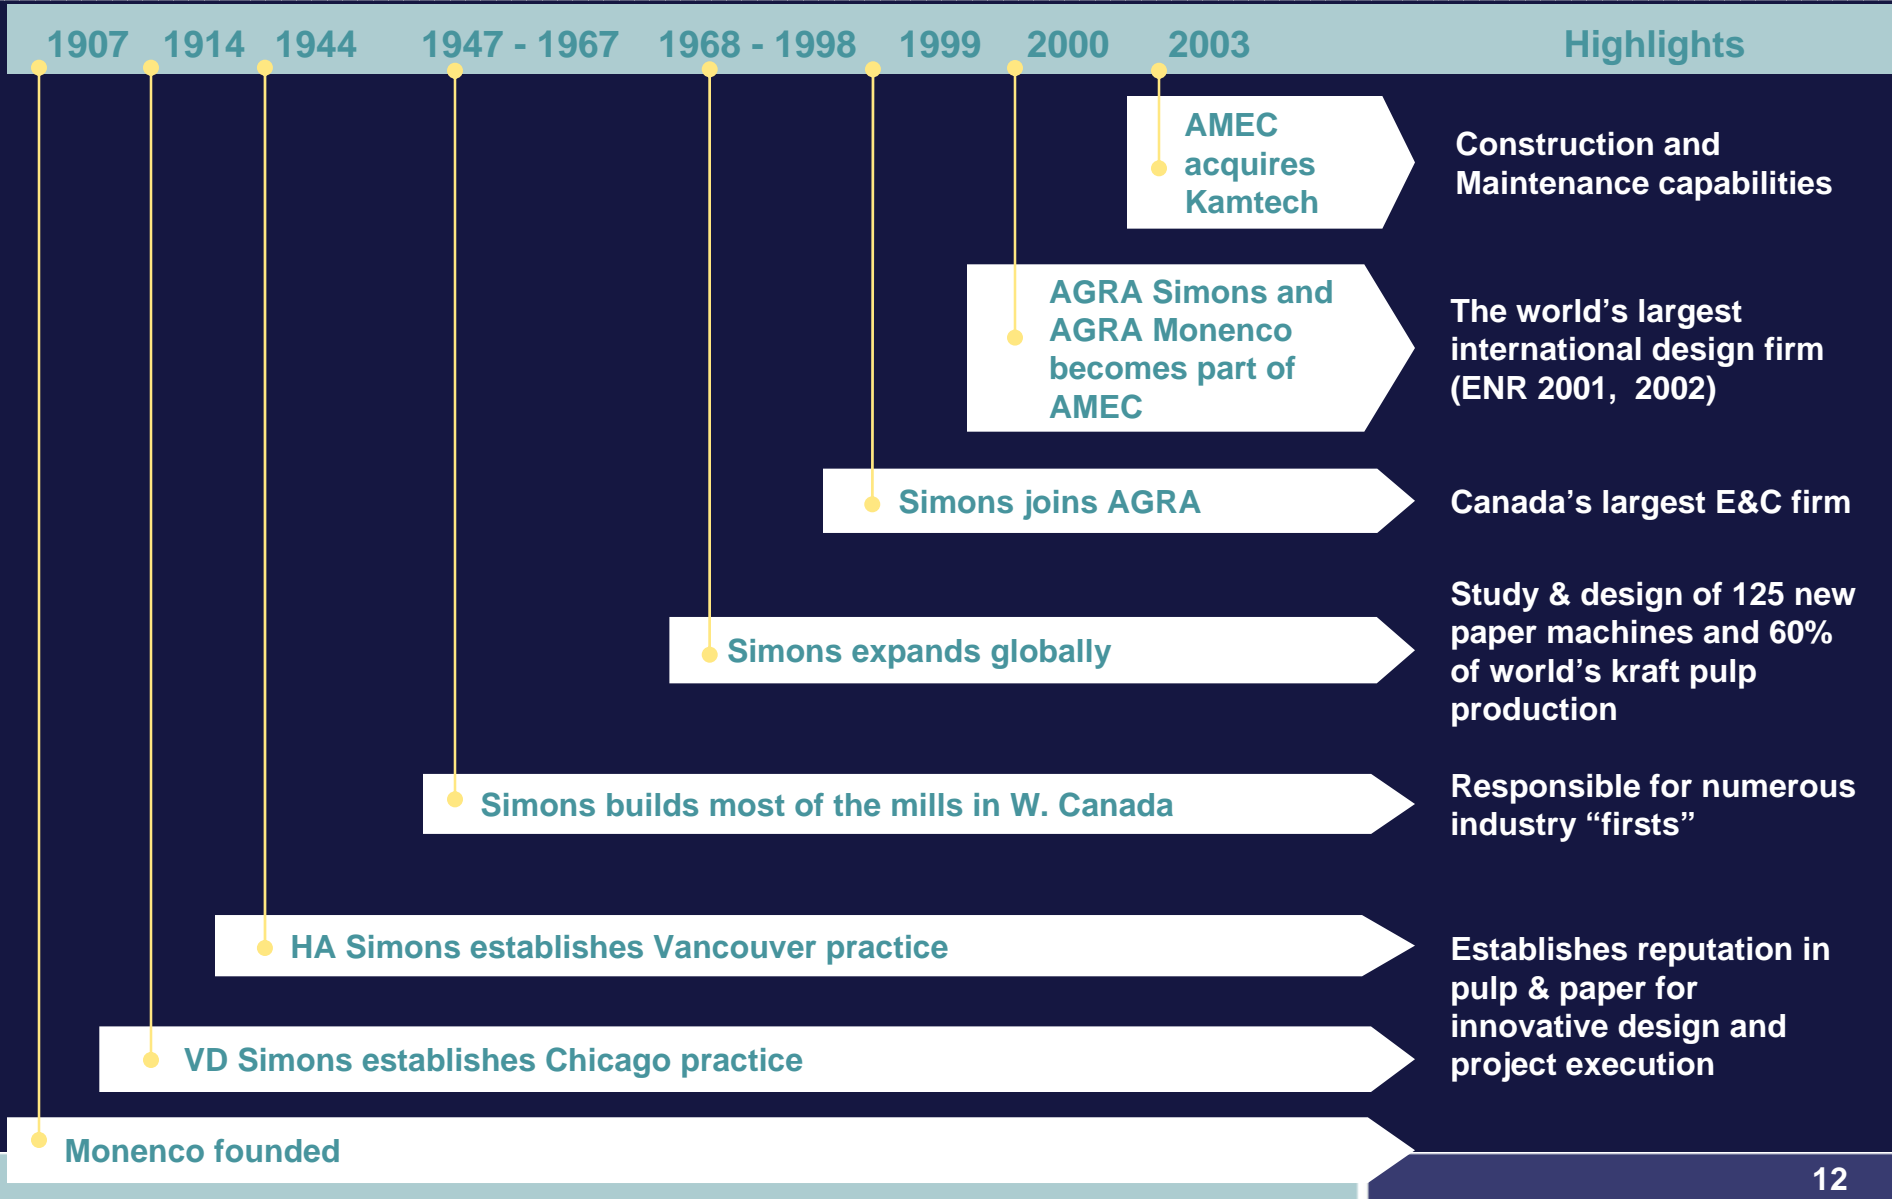 1907 1914 1944 1947 - 1967 1968 - 1998 1999 2000 2003 Highlights
AMEC
acquires
Kamtech
Construction and
Maintenance capabilities
AGRA Simons and
AGRA Monenco
becomes part of
AMEC
The world’s largest
international design firm
(ENR 2001,  2002)
Simons joins AGRA
Canada’s largest E&C firm
Simons expands globally
Study & design of 125 new
paper machines and 60%
of world’s kraft pulp
production
Simons builds most of the mills in W. Canada
Responsible for numerous
industry “firsts”
HA Simons establishes Vancouver practice
VD Simons establishes Chicago practice
Establishes reputation in
pulp & paper for
innovative design and
project execution
Monenco founded
12